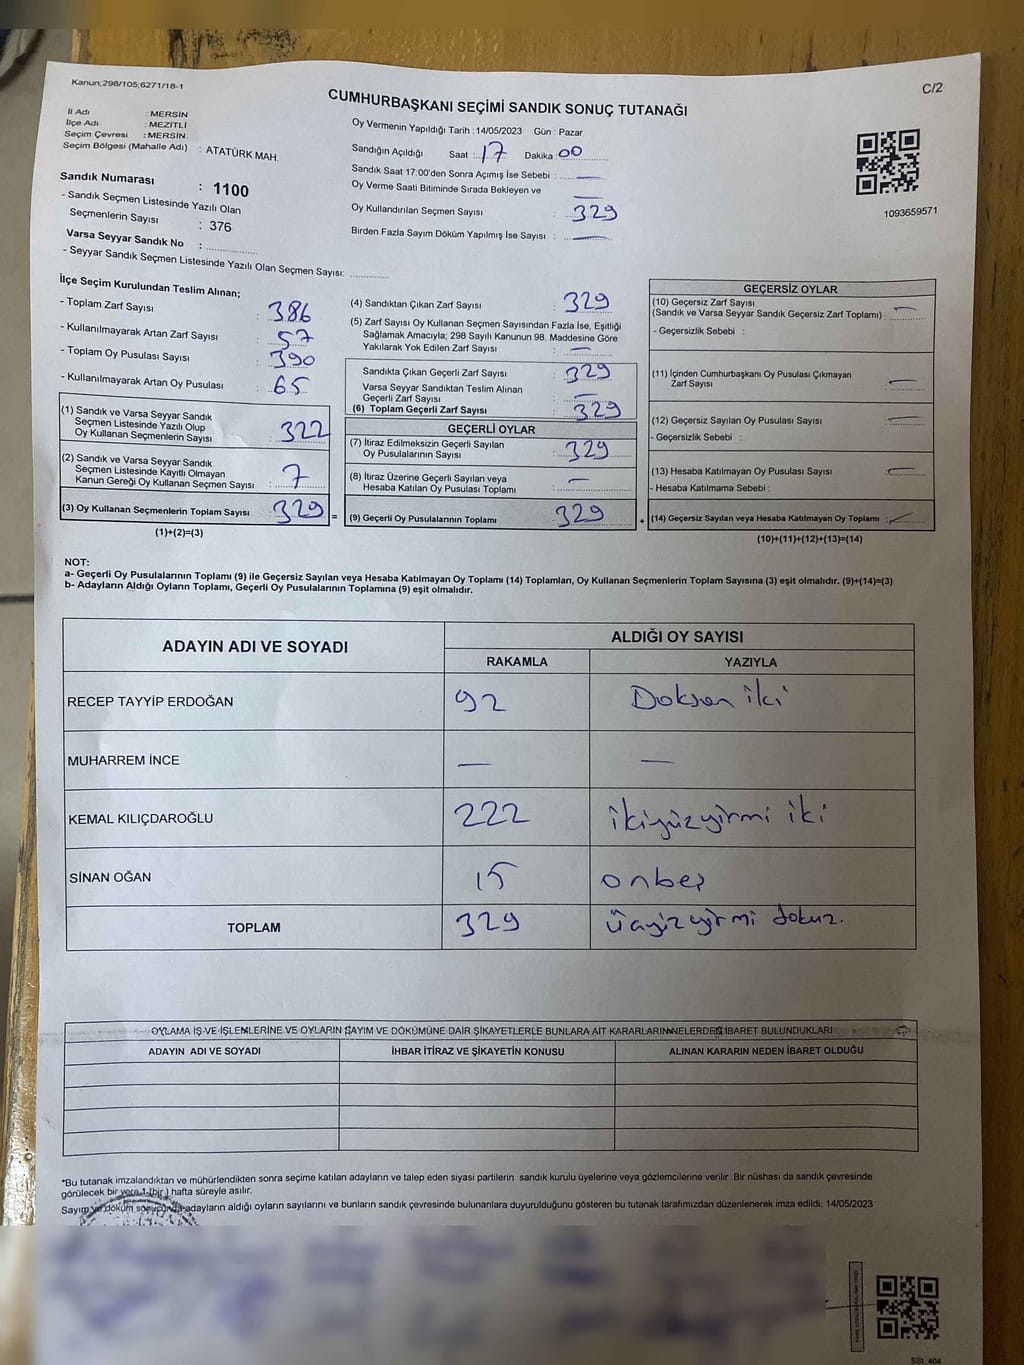 Kanun;298/105;6271/18-1
C/2
CUMHURBAŞKANI SEÇİMİ SANDIK SONUÇ TUTANAĞI
İl Adı : MERSİN
İlçe Adı : MEZİTLİ
Seçim Çevresi : MERSİN
Seçim Bölgesi (Mahalle Adı) : ATATÜRK MAH.
Sandık Numarası : 1100
- Sandık Seçmen Listesinde Yazılı Olan
Seçmenlerin Sayısı : 376
Varsa Seyyar Sandık No :
- Seyyar Sandık Seçmen Listesinde Yazılı Olan Seçmen Sayısı:
Oy Vermenin Yapıldığı Tarih : 14/05/2023 Gün : Pazar
Sandığın Açıldığı Saat : 17 Dakika : 00
Sandık Saat 17:00'den Sonra Açımış İse Sebebi : —
Oy Verme Saati Bitiminde Sırada Bekleyen ve —
Oy Kullandırılan Seçmen Sayısı : 329
Birden Fazla Sayım Döküm Yapılmış İse Sayısı : —
1093659571
İlçe Seçim Kurulundan Teslim Alınan;
- Toplam Zarf Sayısı : 386
- Kullanılmayarak Artan Zarf Sayısı : 57
- Toplam Oy Pusulası Sayısı : 390
- Kullanılmayarak Artan Oy Pusulası : 65
(1) Sandık ve Varsa Seyyar Sandık
Seçmen Listesinde Yazılı Olup
Oy Kullanan Seçmenlerin Sayısı : 322
(2) Sandık ve Varsa Seyyar Sandık
Seçmen Listesinde Kayıtlı Olmayan
Kanun Gereği Oy Kullanan Seçmen Sayısı : 7
(3) Oy Kullanan Seçmenlerin Toplam Sayısı : 329 =
(1)+(2)=(3)
(4) Sandıktan Çıkan Zarf Sayısı : 329
(5) Zarf Sayısı Oy Kullanan Seçmen Sayısından Fazla İse, Eşitliği
Sağlamak Amacıyla; 298 Sayılı Kanunun 98. Maddesine Göre
Yakılarak Yok Edilen Zarf Sayısı : —
Sandıkta Çıkan Geçerli Zarf Sayısı : 329
Varsa Seyyar Sandıktan Teslim Alınan
Geçerli Zarf Sayısı : —
(6) Toplam Geçerli Zarf Sayısı : 329
GEÇERLİ OYLAR
(7) İtiraz Edilmeksizin Geçerli Sayılan
Oy Pusulalarının Sayısı : 329
(8) İtiraz Üzerine Geçerli Sayılan veya
Hesaba Katılan Oy Pusulası Toplamı : —
(9) Geçerli Oy Pusulalarının Toplamı : 329 +
GEÇERSİZ OYLAR
(10) Geçersiz Zarf Sayısı
(Sandık ve Varsa Seyyar Sandık Geçersiz Zarf Toplamı) : —
- Geçersizlik Sebebi :
(11) İçinden Cumhurbaşkanı Oy Pusulası Çıkmayan
Zarf Sayısı : —
(12) Geçersiz Sayılan Oy Pusulası Sayısı : —
- Geçersizlik Sebebi :
(13) Hesaba Katılmayan Oy Pusulası Sayısı : —
- Hesaba Katılmama Sebebi :
(14) Geçersiz Sayılan veya Hesaba Katılmayan Oy Toplamı : —
(10)+(11)+(12)+(13)=(14)
NOT:
a- Geçerli Oy Pusulalarının Toplamı (9) ile Geçersiz Sayılan veya Hesaba Katılmayan Oy Toplamı (14) Toplamları, Oy Kullanan Seçmenlerin Toplam Sayısına (3) eşit olmalıdır. (9)+(14)=(3)
b- Adayların Aldığı Oyların Toplamı, Geçerli Oy Pusulalarının Toplamına (9) eşit olmalıdır.
ADAYIN ADI VE SOYADI ALDIĞI OY SAYISI
RAKAMLA YAZIYLA
RECEP TAYYİP ERDOĞAN 92 Doksan iki
MUHARREM İNCE — —
KEMAL KILIÇDAROĞLU 222 ikiyüzyirmi iki
SİNAN OĞAN 15 onbeş
TOPLAM 329 üçyüzyirmi dokuz.
OYLAMA İŞ VE İŞLEMLERİNE VE OYLARIN SAYIM VE DÖKÜMÜNE DAİR ŞİKAYETLERLE BUNLARA AİT KARARLARIN NELERDEN İBARET BULUNDUKLARI
ADAYIN ADI VE SOYADI İHBAR İTİRAZ VE ŞİKAYETİN KONUSU ALINAN KARARIN NEDEN İBARET OLDUĞU
*Bu tutanak imzalandıktan ve mühürlendikten sonra seçime katılan adayların ve talep eden siyasi partilerin sandık kurulu üyelerine veya gözlemcilerine verilir .Bir nüshası da sandık çevresinde
görülecek bir yere 1 (bir ) hafta süreyle asılır.
Sayım ve döküm sonucunda adayların aldığı oyların sayılarını ve bunların sandık çevresinde bulunanlara duyurulduğunu gösteren bu tutanak tarafımızdan düzenlenerek imza edildi. 14/05/2023
SSI_404